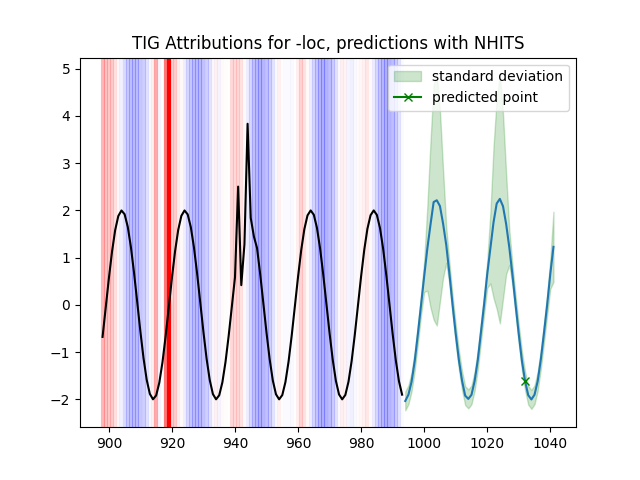 TIG Attributions for -loc, predictions with NHITS
standard deviation
predicted point
5
4
3
2
1
0
−1
−2
900 920 940 960 980 1000 1020 1040